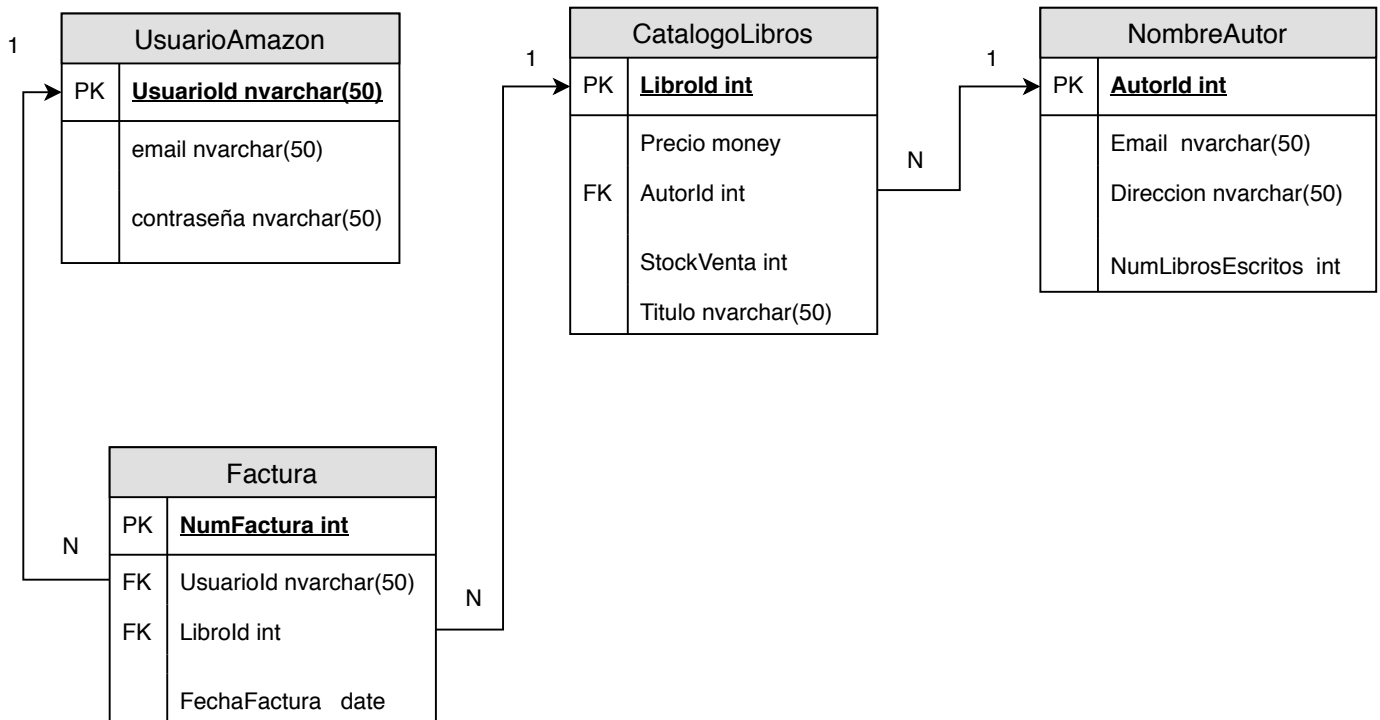 1
UsuarioAmazon
PK UsuarioId nvarchar(50)
email nvarchar(50)
contraseña nvarchar(50)
1
CatalogoLibros
PK LibroId int
Precio money
FK AutorId int
StockVenta int
Titulo nvarchar(50)
N
1
NombreAutor
PK AutorId int
Email nvarchar(50)
Direccion nvarchar(50)
NumLibrosEscritos int
Factura
PK NumFactura int
N
FK UsuarioId nvarchar(50)
N
FK LibroId int
FechaFactura date